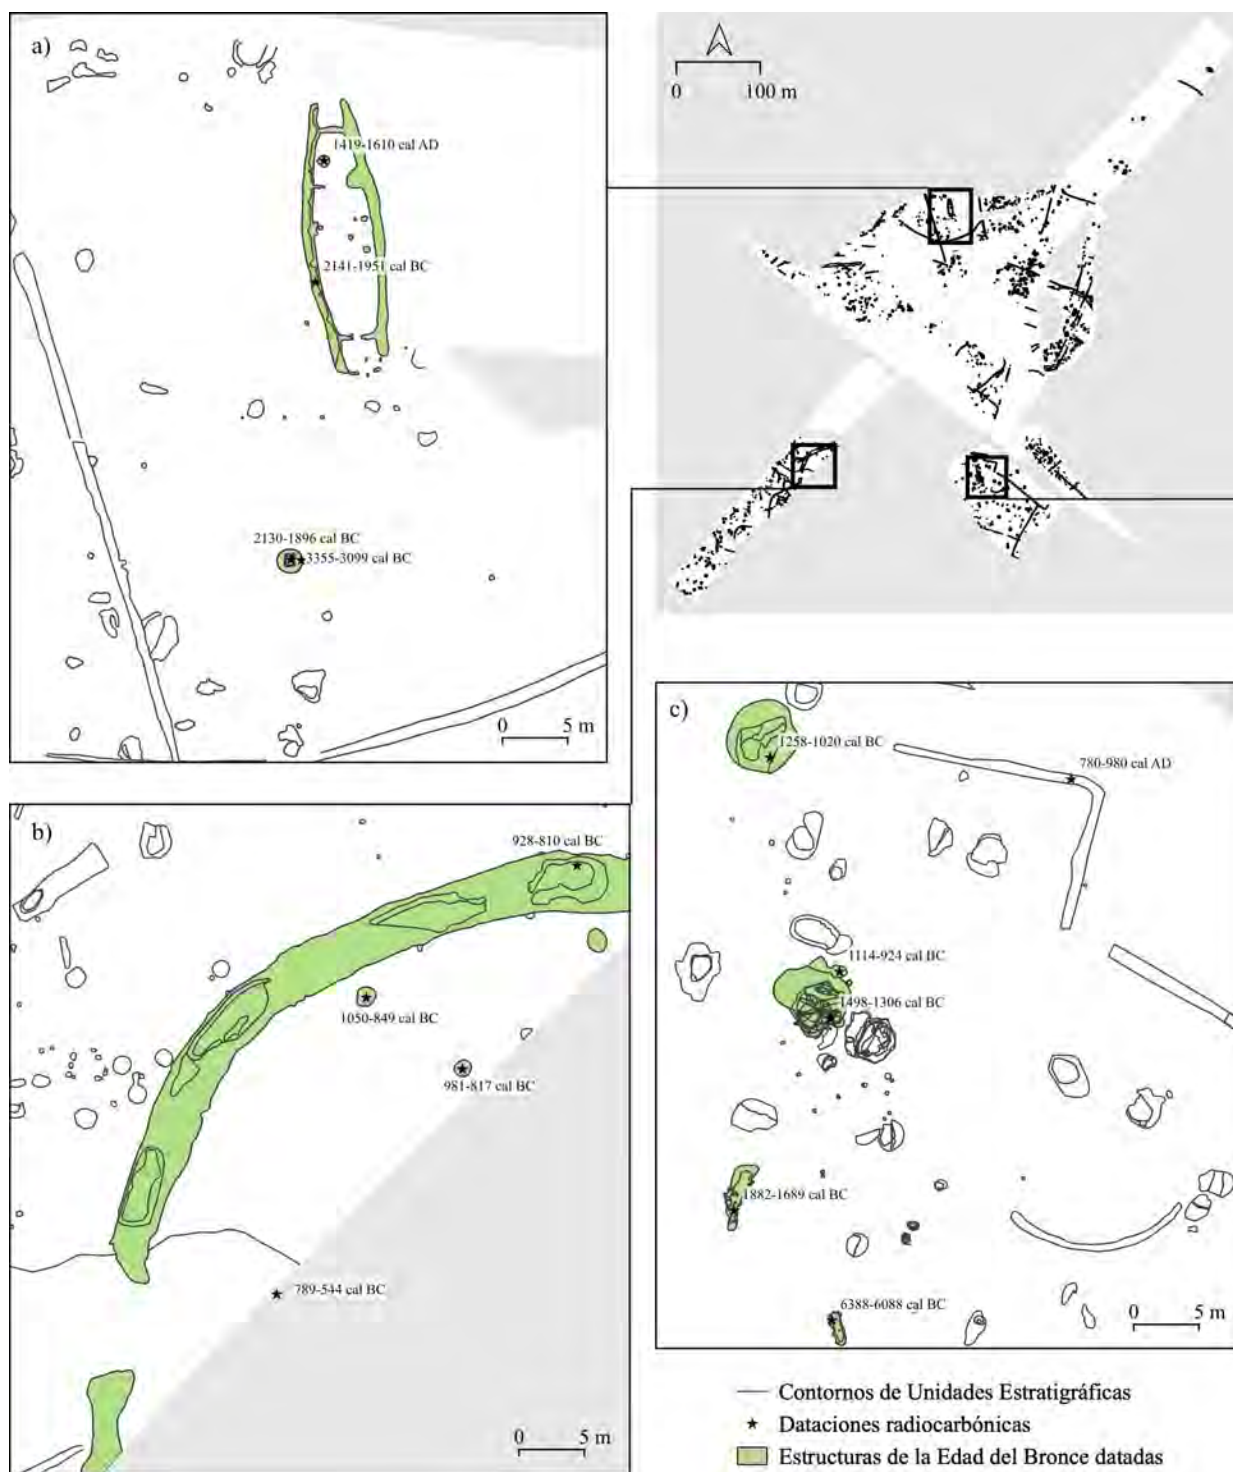 a)
1419-1610 cal AD
2141-1951 cal BC
2130-1896 cal BC
3355-3099 cal BC
0 5 m
0 100 m
b)
928-810 cal BC
1050-849 cal BC
981-817 cal BC
789-544 cal BC
0 5 m
c)
1258-1020 cal BC
780-980 cal AD
1114-924 cal BC
1498-1306 cal BC
1882-1689 cal BC
6388-6088 cal BC
0 5 m
Contornos de Unidades Estratigráficas
Dataciones radiocarbónicas
Estructuras de la Edad del Bronce datadas